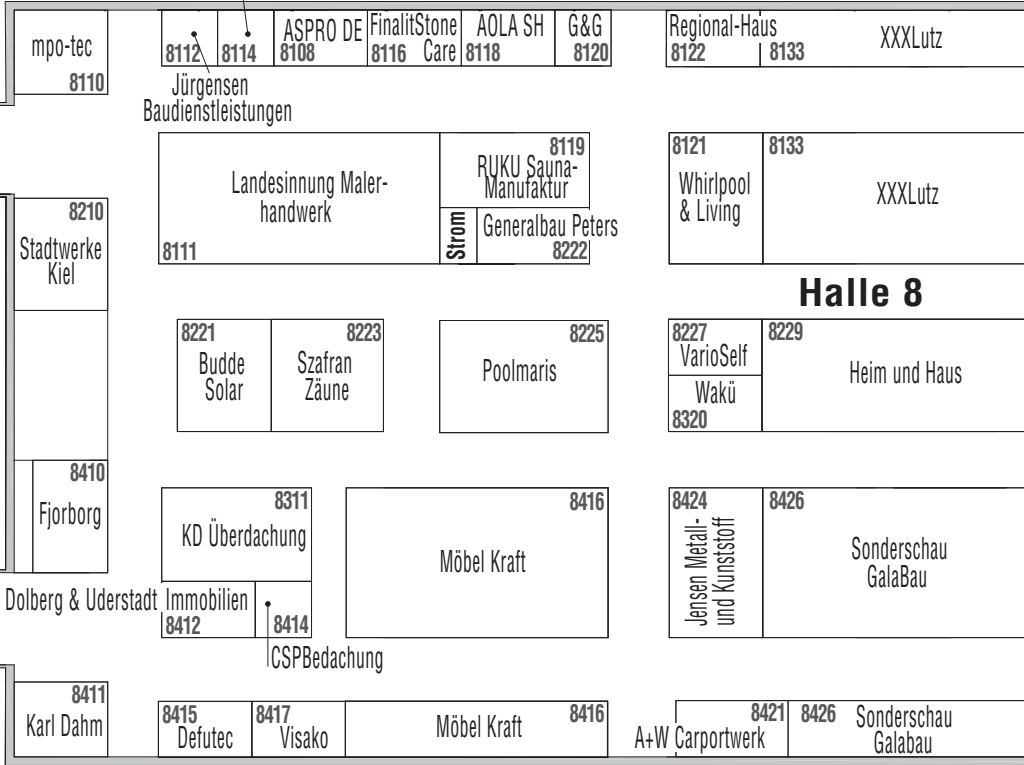 mpo-tec
8110
8112
8114
ASPRO DE
8108
FinalitStone
8116 Care
AOLA SH
8118
G&G
8120
Regional-Haus
8122
8133
XXXLutz
Jürgensen
Baudienstleistungen
Landesinnung Maler-
handwerk
8111
8119
RUKU Sauna-
Manufaktur
Strom
Generalbau Peters
8222
8121
Whirlpool
& Living
8133
XXXLutz
8210
Stadtwerke
Kiel
Halle 8
8221
Budde
Solar
8223
Szafran
Zäune
8225
Poolmaris
8227
VarioSelf
Wakü
8320
8229
Heim und Haus
8410
Fjorborg
8311
KD Überdachung
8416
Möbel Kraft
8424
Jensen Metall-
und Kunststoff
8426
Sonderschau
GalaBau
Dolberg & Uderstadt Immobilien
8412
8414
CSPBedachung
8411
Karl Dahm
8415
Defutec
8417
Visako
8416
Möbel Kraft
8421
A+W Carportwerk
8426
Sonderschau
Galabau